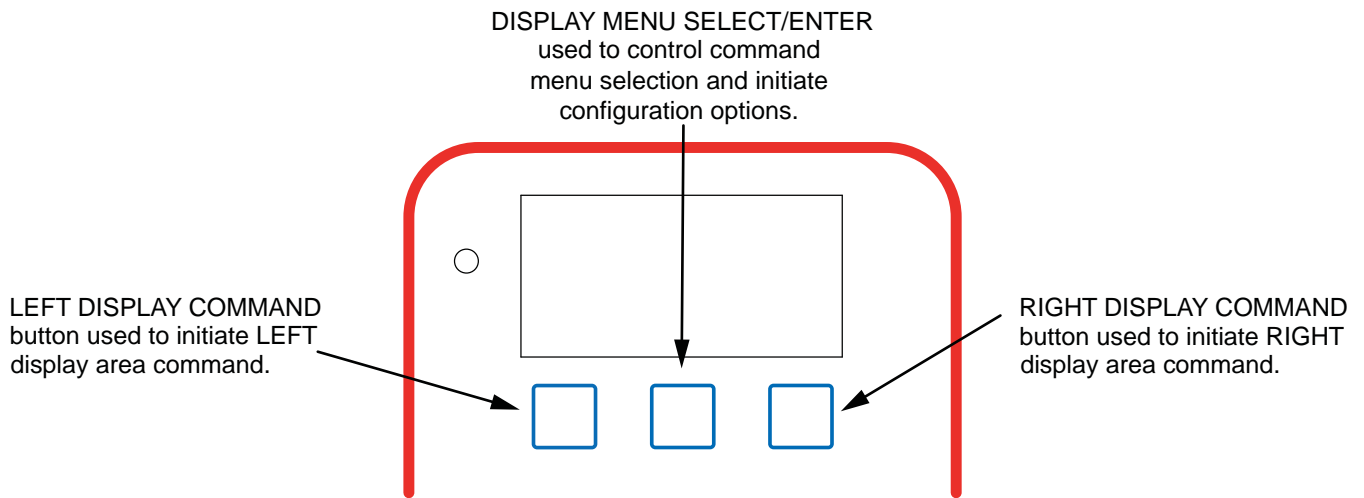 DISPLAY MENU SELECT/ENTER
used to control command
menu selection and initiate
configuration options.
LEFT DISPLAY COMMAND
button used to initiate LEFT
display area command.
RIGHT DISPLAY COMMAND
button used to initiate RIGHT
display area command.